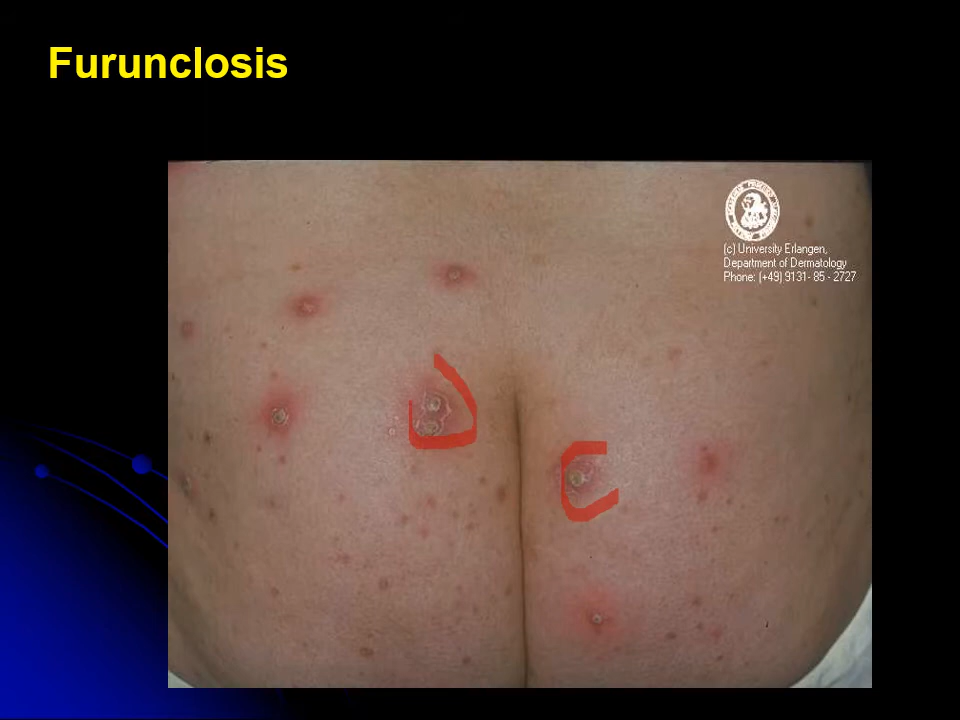 Furunclosis
(c) University Erlangen,
Department of Dermatology
Phone: (+49) 9131- 85 - 2727